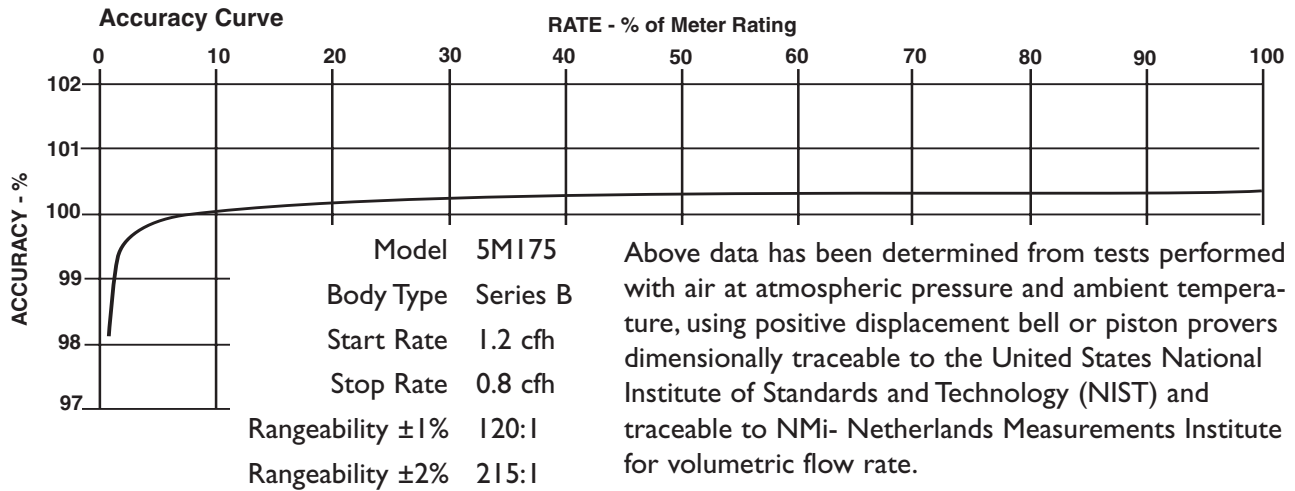 Accuracy Curve
RATE - % of Meter Rating
0 10 20 30 40 50 60 70 80 90 100
ACCURACY - %
102
101
100
99
98
97
Model 5M175
Body Type Series B
Start Rate 1.2 cfh
Stop Rate 0.8 cfh
Rangeability ±1% 120:1
Rangeability ±2% 215:1
Above data has been determined from tests performed
with air at atmospheric pressure and ambient tempera-
ture, using positive displacement bell or piston provers
dimensionally traceable to the United States National
Institute of Standards and Technology (NIST) and
traceable to NMi- Netherlands Measurements Institute
for volumetric flow rate.